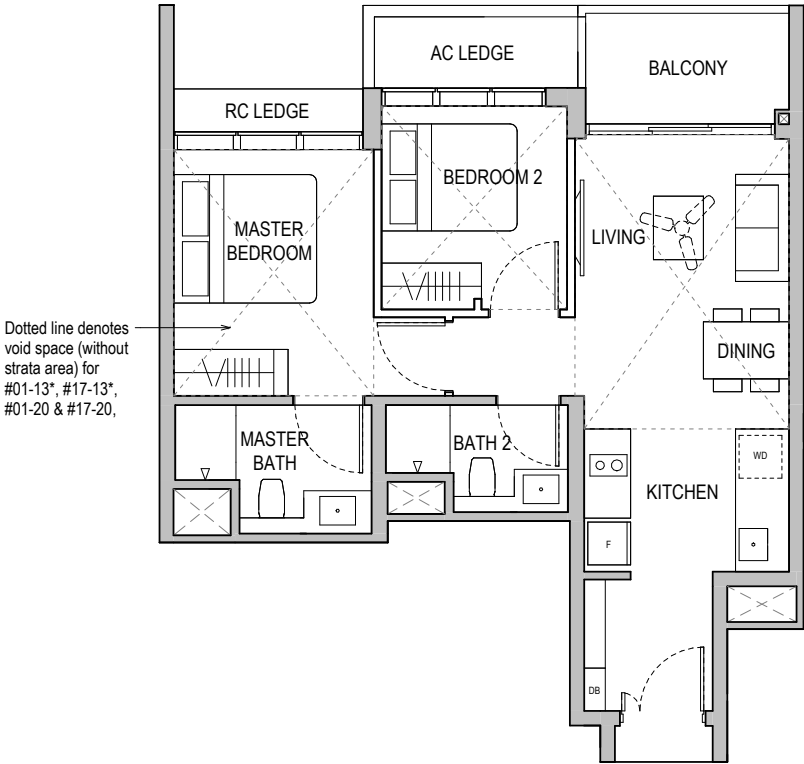 AC LEDGE
BALCONY
RC LEDGE
BEDROOM 2
MASTER
BEDROOM
LIVING
Dotted line denotes
void space (without
strata area) for
#01-13*, #17-13*,
#01-20 & #17-20,
DINING
MASTER
BATH
BATH 2
WD
KITCHEN
F
DB